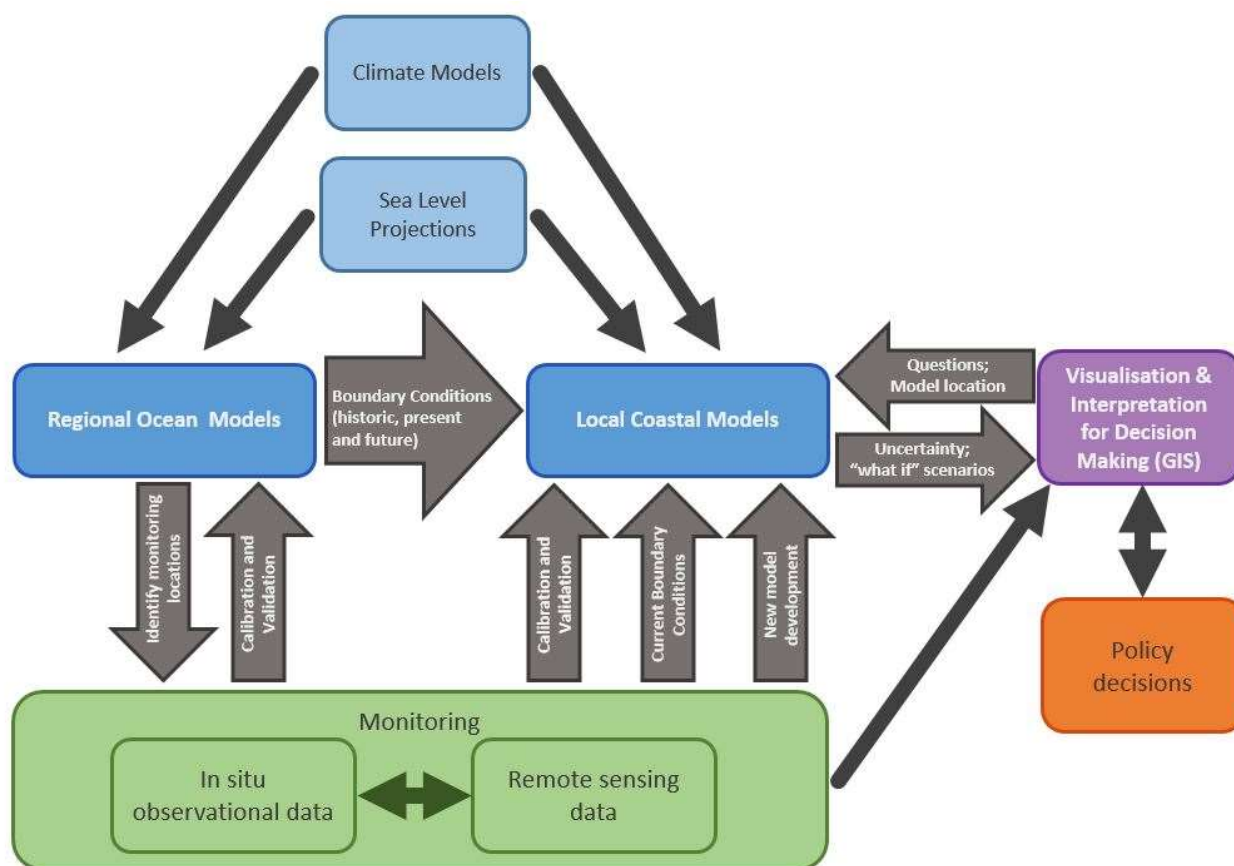 Climate Models
Sea Level
Projections
Regional Ocean Models
Boundary Conditions
(historic, present
and future)
Local Coastal Models
Questions;
Model location
Uncertainty;
“what if” scenarios
Visualisation &
Interpretation
for Decision
Making (GIS)
Identify monitoring
locations
Calibration and
Validation
Calibration and
Validation
Current Boundary
Conditions
New model
development
Policy
decisions
Monitoring
In situ
observational data
Remote sensing
data